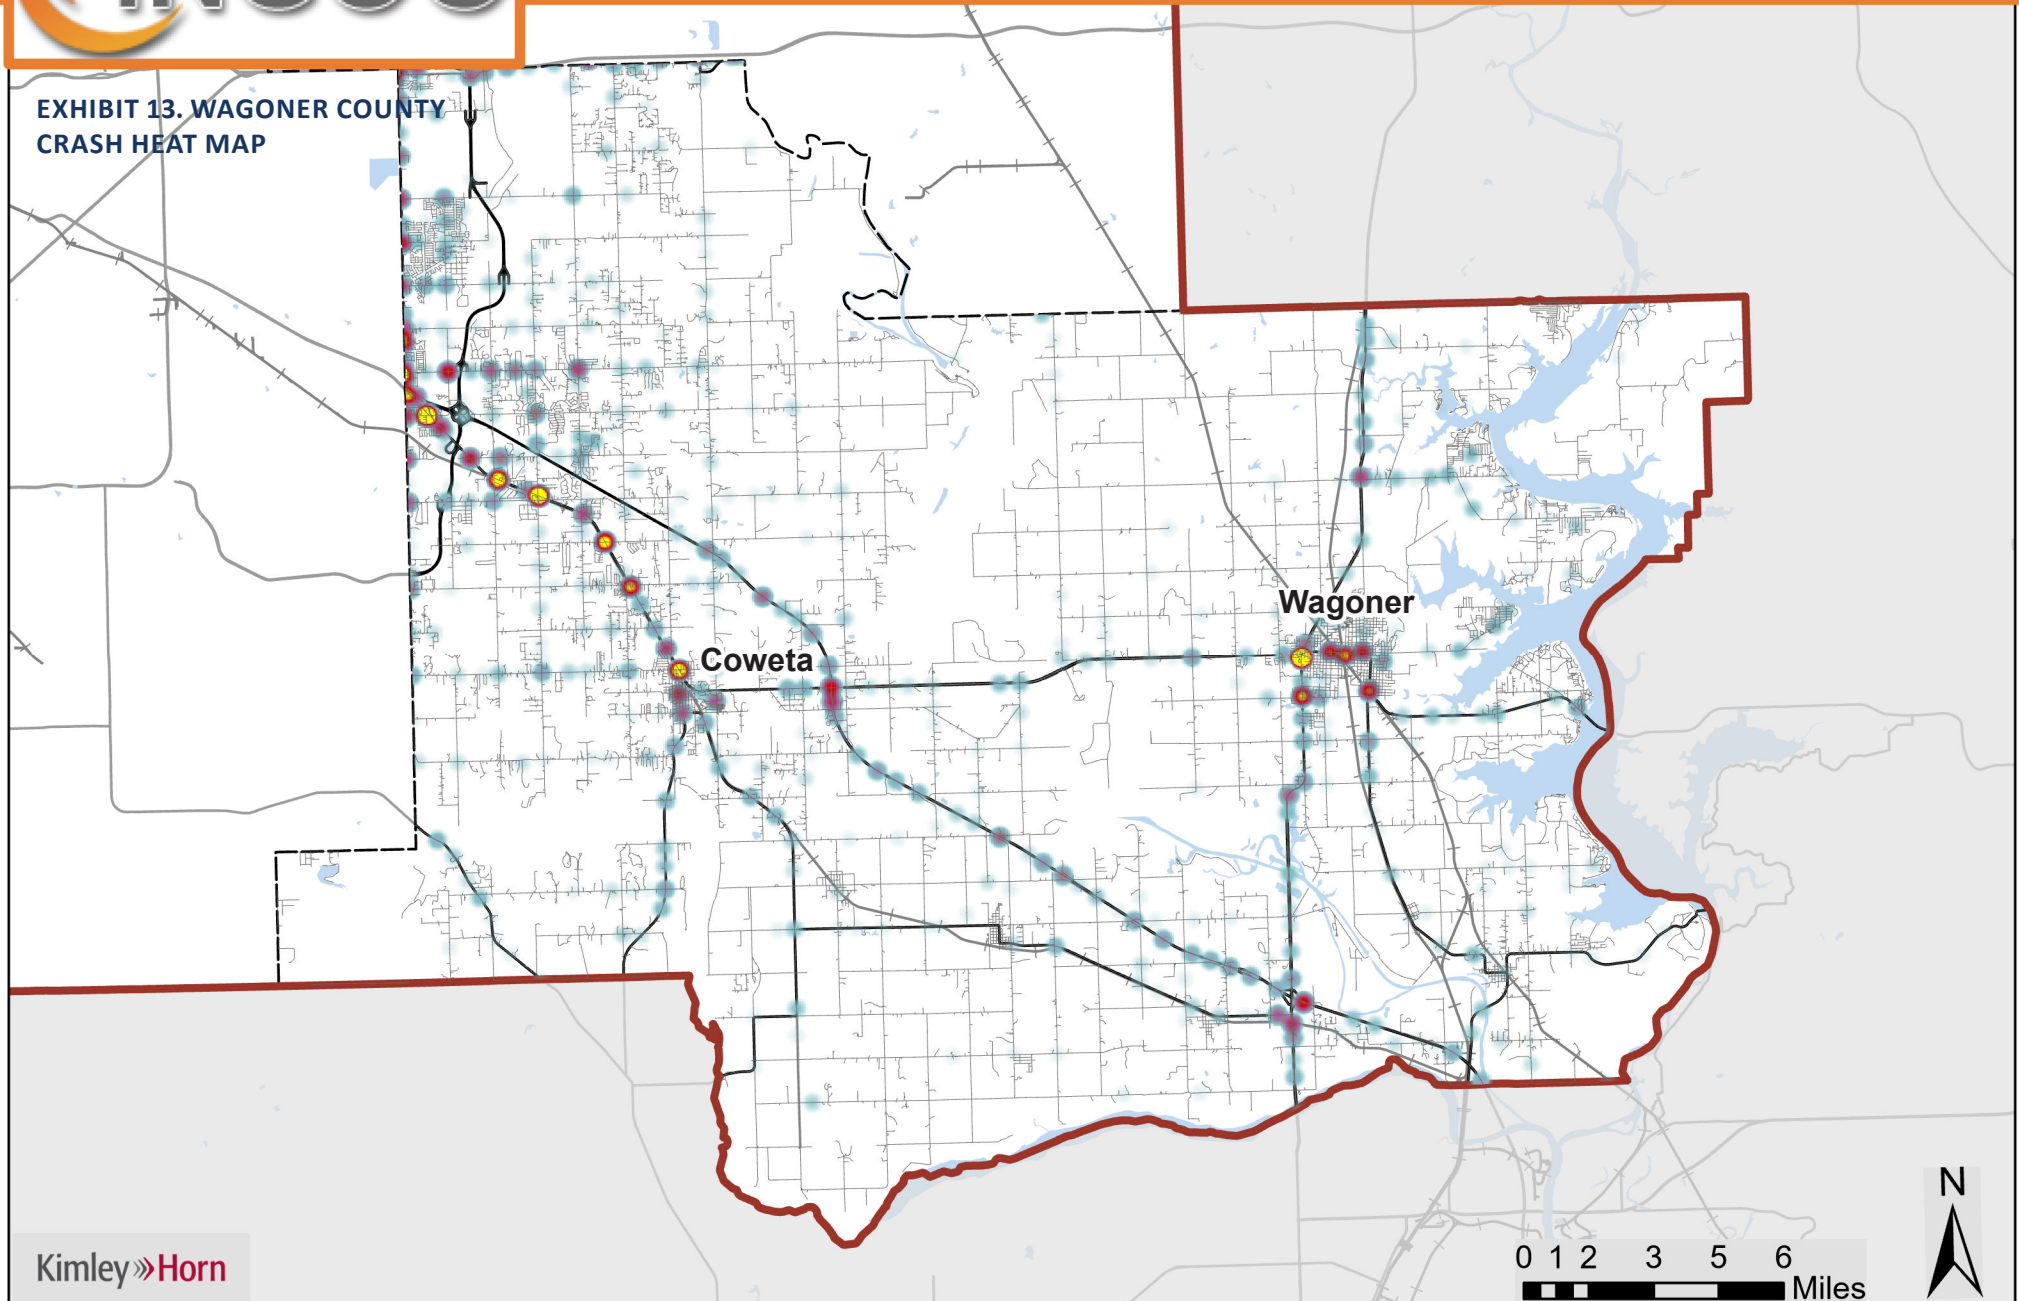 EXHIBIT 13. WAGONER COUNTY
CRASH HEAT MAP
Wagoner
Coweta
N
0 1 2 3 5 6
Miles
Kimley»Horn